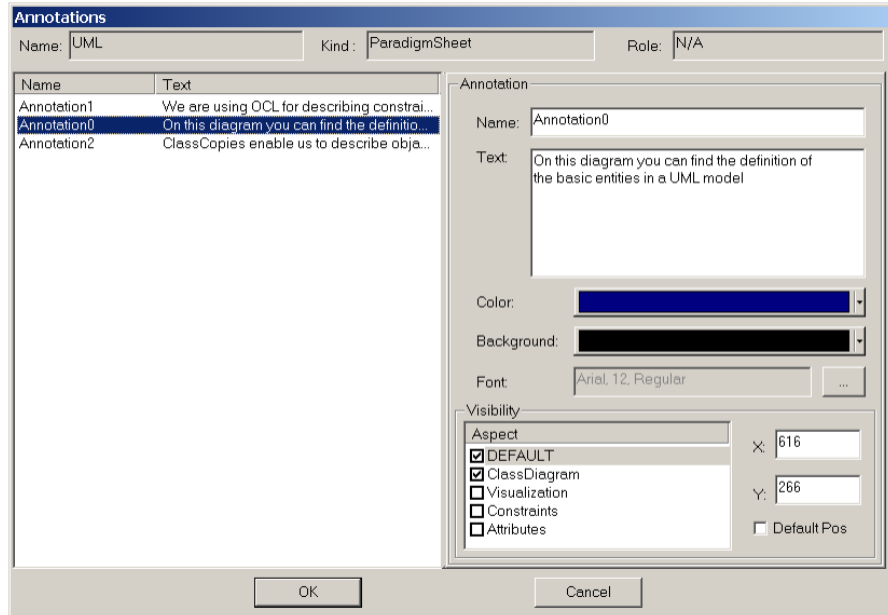 Annotations
Name: UML Kind : ParadigmSheet Role: N/A
Name Text
Annotation1 We are using OCL for describing constrai...
Annotation0 On this diagram you can find the definitio...
Annotation2 ClassCopies enable us to describe obja...
Annotation
Name: Annotation0
Text: On this diagram you can find the definition of
the basic entities in a UML model
Color:
Background:
Font: Arial, 12, Regular ...
Visibility
Aspect
DEFAULT
ClassDiagram
Visualization
Constraints
Attributes
X: 616
Y: 266
Default Pos
OK Cancel